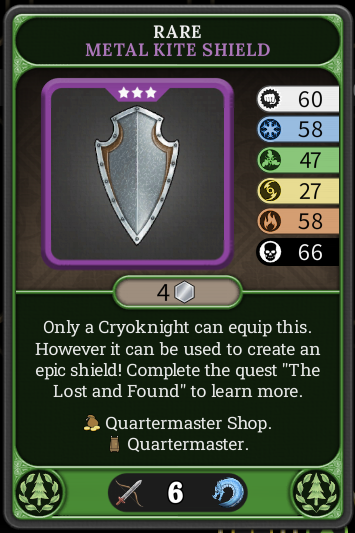 RARE
METAL KITE SHIELD
60
58
47
27
58
66
4
Only a Cryoknight can equip this.
However it can be used to create an
epic shield! Complete the quest "The
Lost and Found" to learn more.
Quartermaster Shop.
Quartermaster.
6